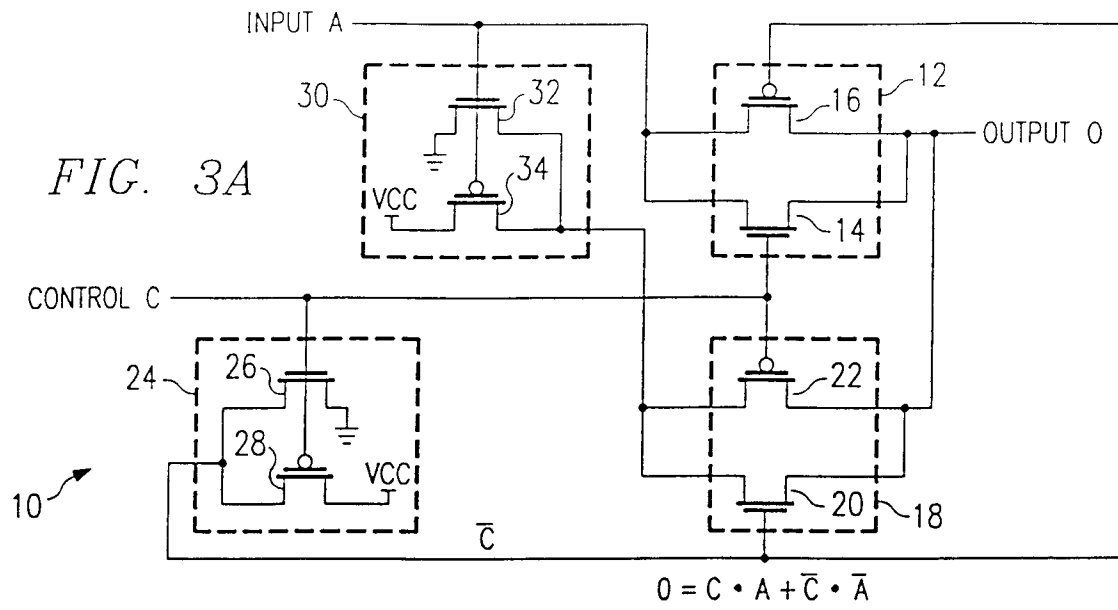 INPUT A
30
32
12
16
OUTPUT O
FIG. 3A
VCC
34
14
CONTROL C
24
26
22
28
VCC
10
20
18
C̅
O = C • A + C̅ • A̅